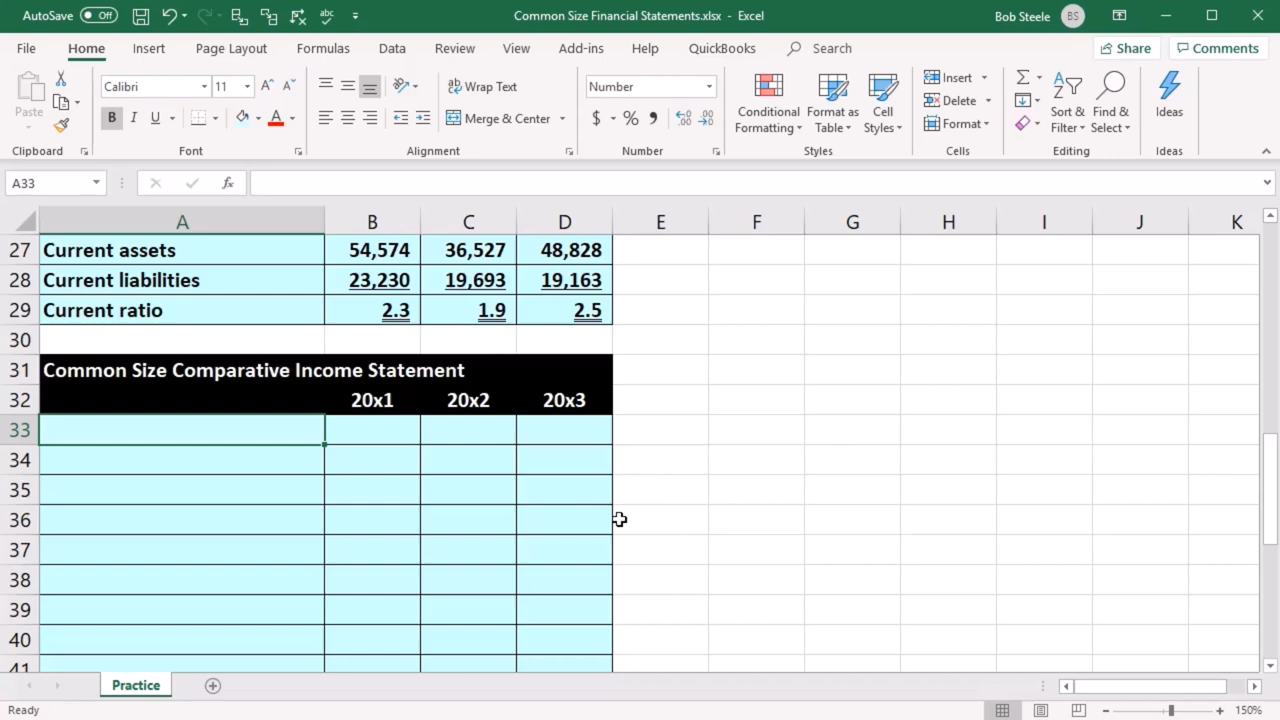 AutoSave Off Common Size Financial Statements.xlsx - Excel Bob Steele BS
File Home Insert Page Layout Formulas Data Review View Add-ins Help QuickBooks Search Share Comments
Paste Calibri 11 A A Wrap Text Number Conditional Formatting Format as Table Cell Styles Insert Σ Sort & Filter Find & Select Ideas
B I U A Merge & Center $ % Delete
Format
Clipboard Font Alignment Number Styles Cells Editing Ideas
A33 fx
A B C D E F G H I J K
27 Current assets 54,574 36,527 48,828
28 Current liabilities 23,230 19,693 19,163
29 Current ratio 2.3 1.9 2.5
30
31 Common Size Comparative Income Statement
32 20x1 20x2 20x3
33
34
35
36
37
38
39
40
41
Practice
Ready 150%